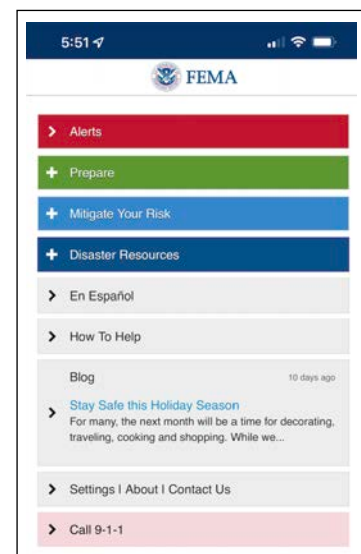 5:51
FEMA
Alerts
Prepare
Mitigate Your Risk
Disaster Resources
En Español
How To Help
Blog 10 days ago
Stay Safe this Holiday Season
For many, the next month will be a time for decorating,
traveling, cooking and shopping. While we...
Settings | About | Contact Us
Call 9-1-1